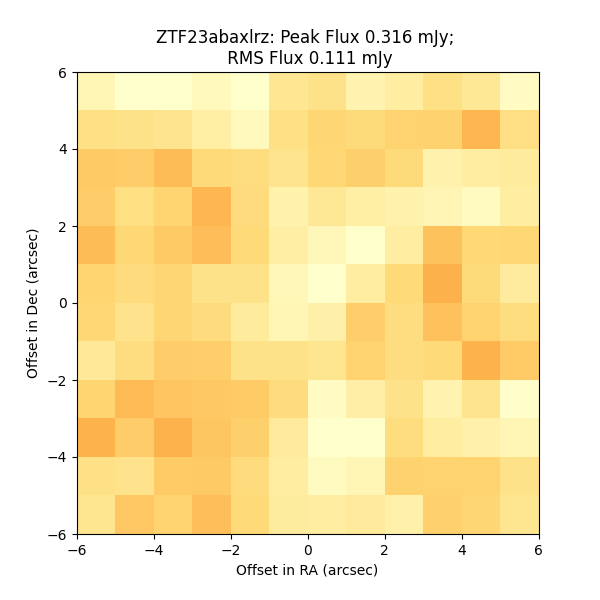 ZTF23abaxlrz: Peak Flux 0.316 mJy;
RMS Flux 0.111 mJy
6
4
2
0
−2
−4
−6
Offset in Dec (arcsec)
−6 −4 −2 0 2 4 6
Offset in RA (arcsec)